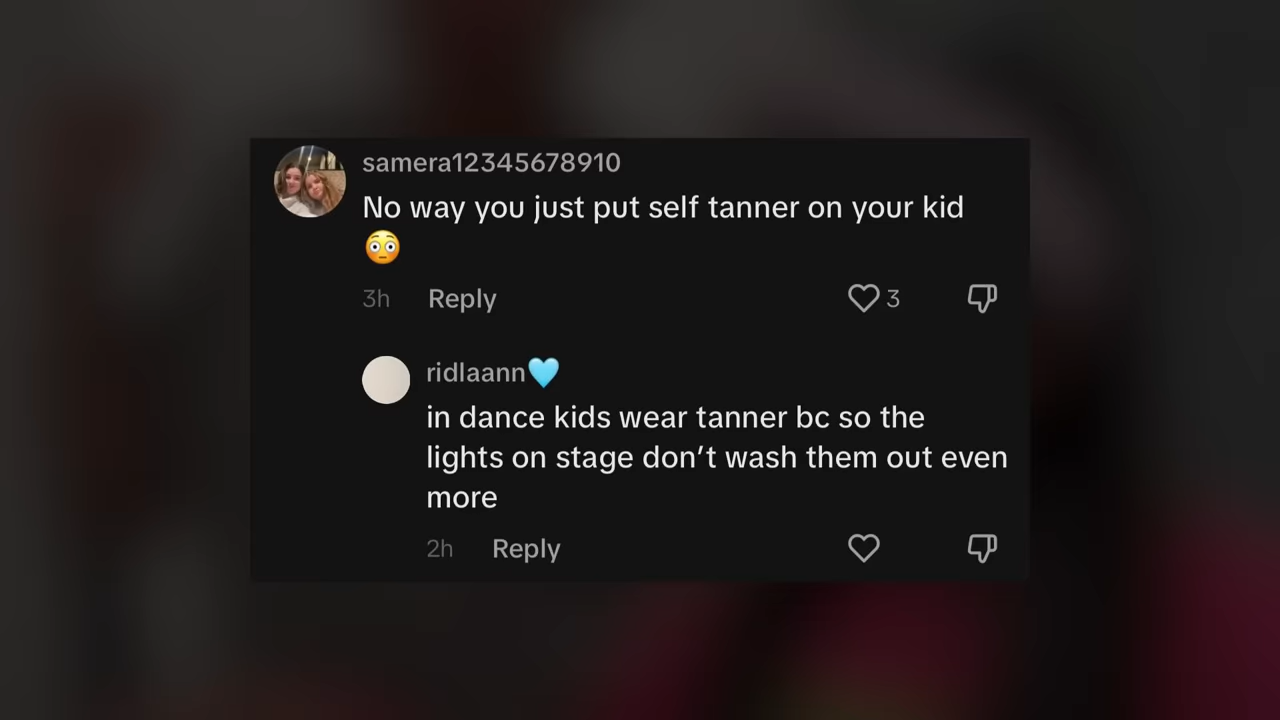 samera12345678910
No way you just put self tanner on your kid
😳
3h Reply 3
ridlaann🩵
in dance kids wear tanner bc so the
lights on stage don’t wash them out even
more
2h Reply